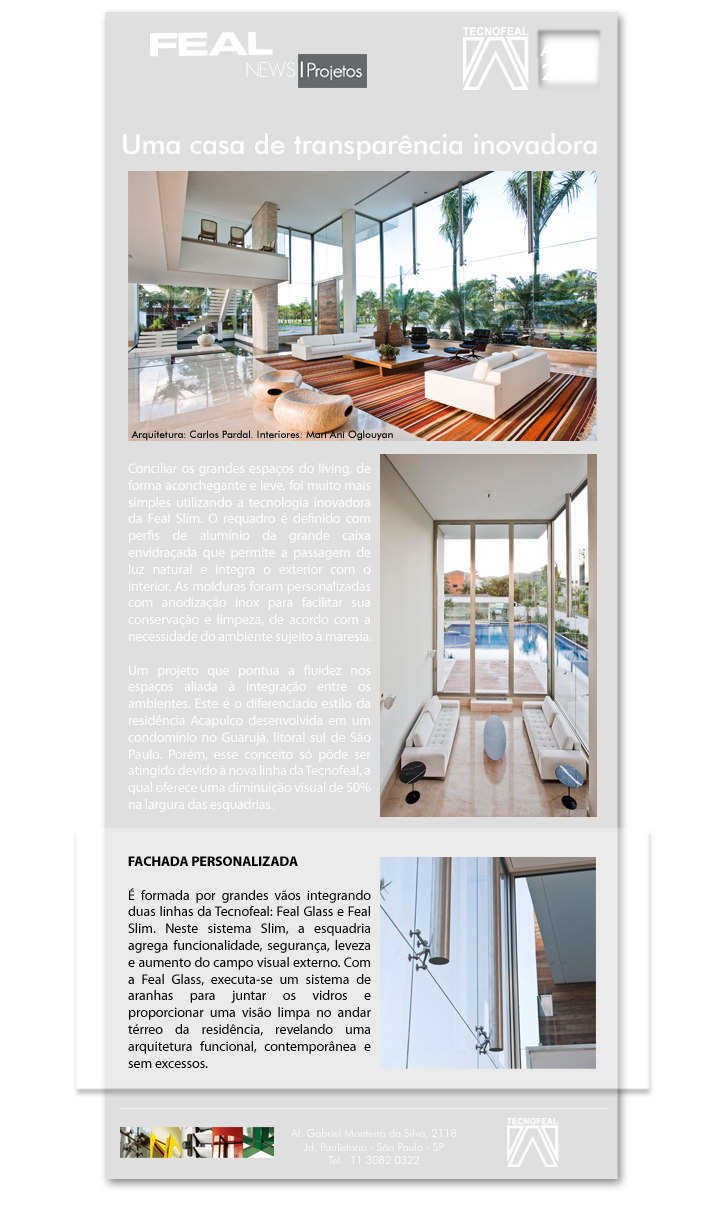 FEAL
NEWS | Projetos
TECNOFEAL
Uma casa de transparência inovadora
Arquitetura: Carlos Pardal. Interiores: Mari Ani Oglouyan
Conciliar os grandes espaços do living, de
forma aconchegante e leve, foi muito mais
simples utilizando a tecnologia inovadora
da Feal Slim. O requadro é definido com
perfis de alumínio da grande caixa
envidraçada que permite a passagem de
luz natural e integra o exterior com o
interior. As molduras foram personalizadas
com anodização inox para facilitar sua
conservação e limpeza, de acordo com a
necessidade do ambiente sujeito à maresia.
Um projeto que pontua a fluidez nos
espaços aliada à integração entre os
ambientes. Este é o diferenciado estilo da
residência Acapulco desenvolvida em um
condomínio no Guarujá, litoral sul de São
Paulo. Porém, esse conceito só pôde ser
atingido devido à nova linha da Tecnofeal, a
qual oferece uma diminuição visual de 50%
na largura das esquadrias.
FACHADA PERSONALIZADA
É formada por grandes vãos integrando
duas linhas da Tecnofeal: Feal Glass e Feal
Slim. Neste sistema Slim, a esquadria
agrega funcionalidade, segurança, leveza
e aumento do campo visual externo. Com
a Feal Glass, executa-se um sistema de
aranhas para juntar os vidros e
proporcionar uma visão limpa no andar
térreo da residência, revelando uma
arquitetura funcional, contemporânea e
sem excessos.
Al. Gabriel Monteiro da Silva, 2118
Jd. Paulistano - São Paulo - SP
Tel.: 11 3082 0322
TECNOFEAL